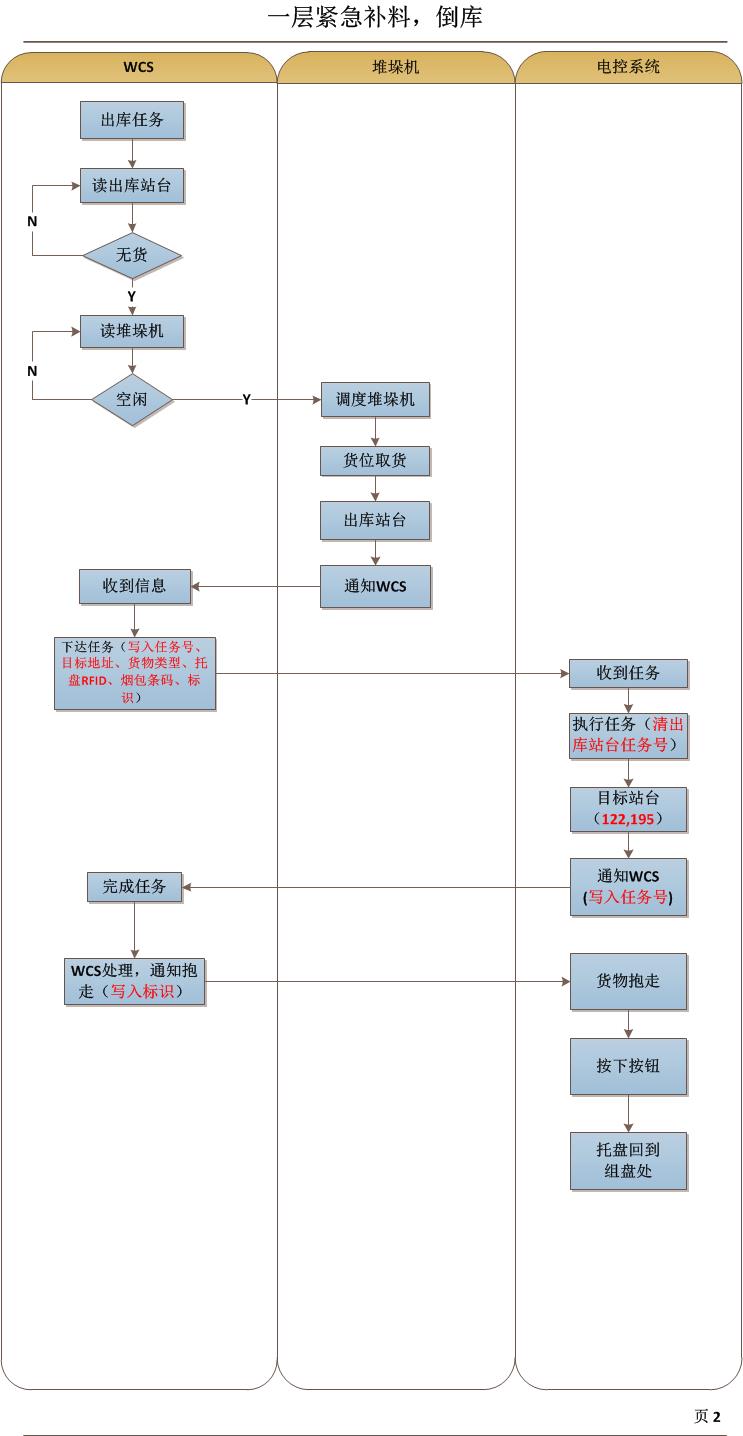 一层紧急补料，倒库
WCS
堆垛机
电控系统
出库任务
读出库站台
N
无货
Y
读堆垛机
N
空闲
Y
调度堆垛机
货位取货
出库站台
通知WCS
收到信息
下达任务（写入任务号、
目标地址、货物类型、托
盘RFID、烟包条码、标
识）
收到任务
执行任务（清出
库站台任务号）
目标站台
（122,195）
通知WCS
(写入任务号)
完成任务
WCS处理，通知抱
走（写入标识）
货物抱走
按下按钮
托盘回到
组盘处
页 2